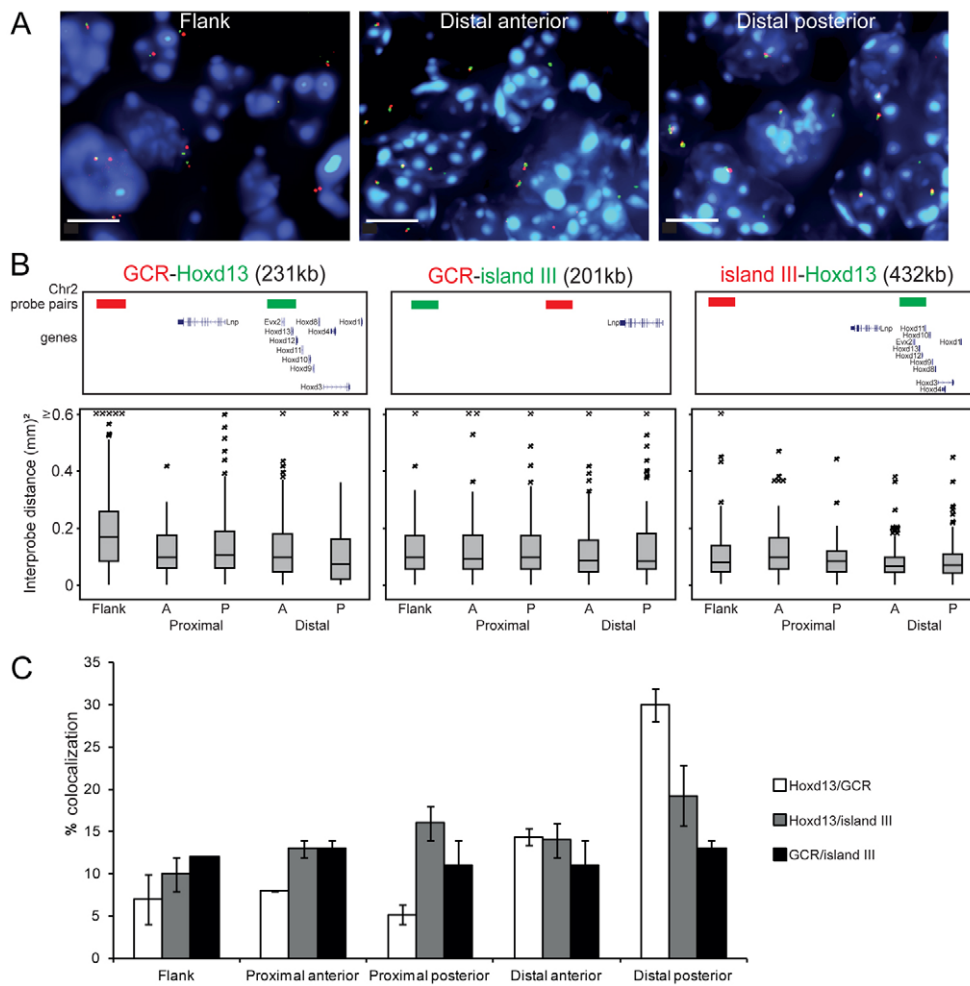 A
Flank
Distal anterior
Distal posterior
B
GCR-Hoxd13 (231kb)
GCR-island III (201kb)
island III-Hoxd13 (432kb)
Chr2
probe pairs
genes
Lnp
Evx2
Hoxd8
Hoxd1
Hoxd13
Hoxd4
Hoxd12
Hoxd11
Hoxd10
Hoxd9
Hoxd3
Lnp
Lnp
Hoxd11
Hoxd10
Evx2
Hoxd1
Hoxd13
Hoxd12
Hoxd9
Hoxd8
Hoxd3
Hoxd4
Interprobe distance (mm)²
≥0.6
0.4
0.2
0
Flank A P A P
Proximal Distal
Flank A P A P
Proximal Distal
Flank A P A P
Proximal Distal
C
% colocalization
35
30
25
20
15
10
5
0
Flank
Proximal anterior
Proximal posterior
Distal anterior
Distal posterior
Hoxd13/GCR
Hoxd13/island III
GCR/island III